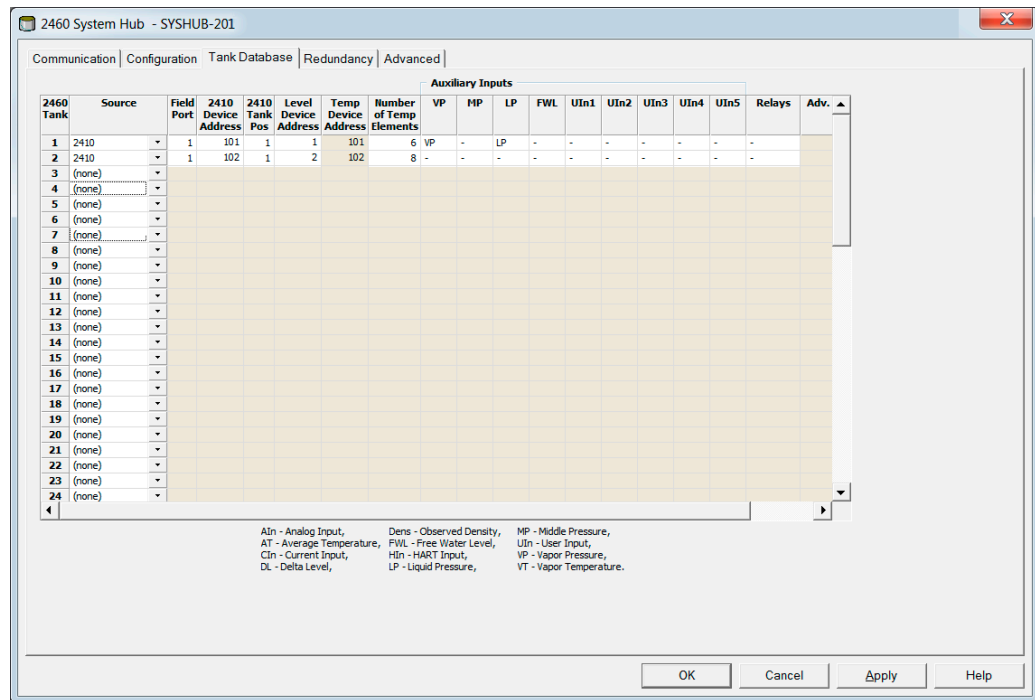 2460 System Hub - SYSHUB-201
Communication Configuration Tank Database Redundancy Advanced
Auxiliary Inputs
2460 Tank Source Field Port 2410 Device Address 2410 Tank Pos Level Device Address Temp Device Address Number of Temp Elements VP MP LP FWL UIn1 UIn2 UIn3 UIn4 UIn5 Relays Adv.
1 2410 1 101 1 1 101 6 VP - LP - - - - - - -
2 2410 1 102 1 2 102 8 - - - - - - - - - -
3 (none)
4 (none)
5 (none)
6 (none)
7 (none)
8 (none)
9 (none)
10 (none)
11 (none)
12 (none)
13 (none)
14 (none)
15 (none)
16 (none)
17 (none)
18 (none)
19 (none)
20 (none)
21 (none)
22 (none)
23 (none)
24 (none)
AIn - Analog Input, Dens - Observed Density, MP - Middle Pressure,
AT - Average Temperature, FWL - Free Water Level, UIn - User Input,
CIn - Current Input, HIn - HART Input, VP - Vapor Pressure,
DL - Delta Level, LP - Liquid Pressure, VT - Vapor Temperature.
OK Cancel Apply Help